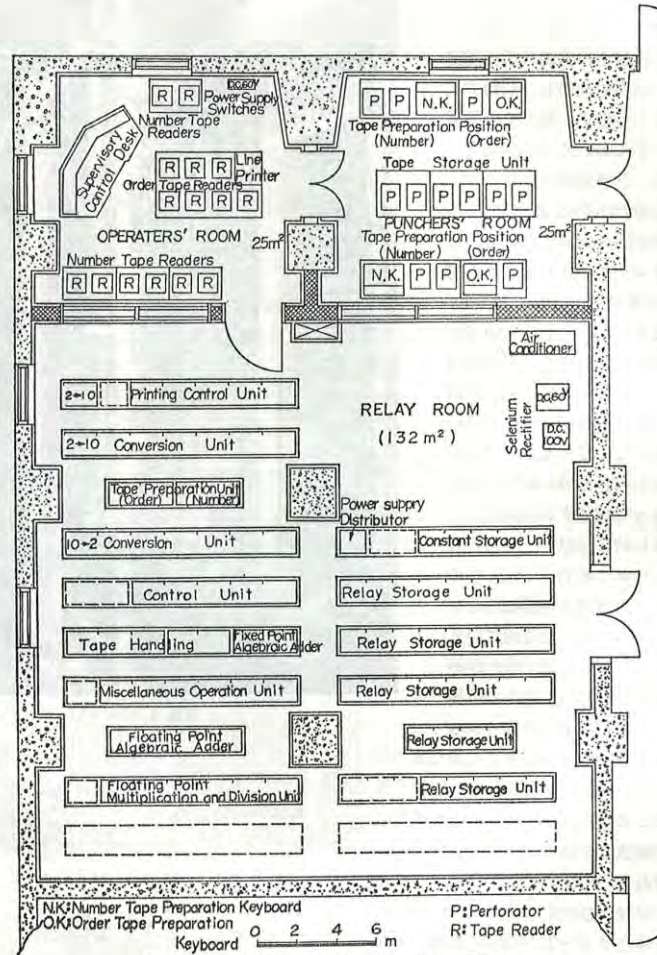 R R
D.C.60V
Power Supply
Switches
Number Tape
Readers
Supervisory
Control Desk
R R R
Line
Printer
Order Tape Readers
R R R R
OPERATERS' ROOM
25m²
Number Tape Readers
R R R R R R
P P N.K. P O.K.
Tape Preparation Position
(Number) (Order)
Tape Storage Unit
P P P P P P
PUNCHERS' ROOM
25m²
Tape Preparation Position
(Number) (Order)
N.K. P P O.K. P
Air
Conditioner
RELAY ROOM
(132 m²)
D.C.60V
Selenium
Rectifier
D.C.
100V
2→10 Printing Control Unit
2→10 Conversion Unit
Tape Preparation Unit
(Order) (Number)
10→2 Conversion Unit
Control Unit
Tape Handling
Fixed Point
Algebraic Adder
Miscellaneous Operation Unit
Floating Point
Algebraic Adder
Floating Point
Multiplication and Division Unit
Power supply
Distributor
Constant Storage Unit
Relay Storage Unit
Relay Storage Unit
Relay Storage Unit
Relay Storage Unit
Relay Storage Unit
N.K:Number Tape Preparation Keyboard
O.K:Order Tape Preparation
Keyboard
0 2 4 6
m
P:Perforator
R:Tape Reader